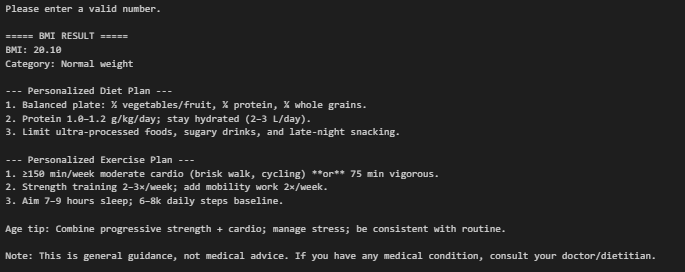 Please enter a valid number.
===== BMI RESULT =====
BMI: 20.10
Category: Normal weight
--- Personalized Diet Plan ---
1. Balanced plate: vegetables/fruit, protein, whole grains.
2. Protein 1.0–1.2 g/kg/day; stay hydrated (2–3 L/day).
3. Limit ultra-processed foods, sugary drinks, and late-night snacking.
--- Personalized Exercise Plan ---
1. ≥150 min/week moderate cardio (brisk walk, cycling) **or** 75 min vigorous.
2. Strength training 2–3×/week; add mobility work 2×/week.
3. Aim 7–9 hours sleep; 6–8k daily steps baseline.
Age tip: Combine progressive strength + cardio; manage stress; be consistent with routine.
Note: This is general guidance, not medical advice. If you have any medical condition, consult your doctor/dietitian.